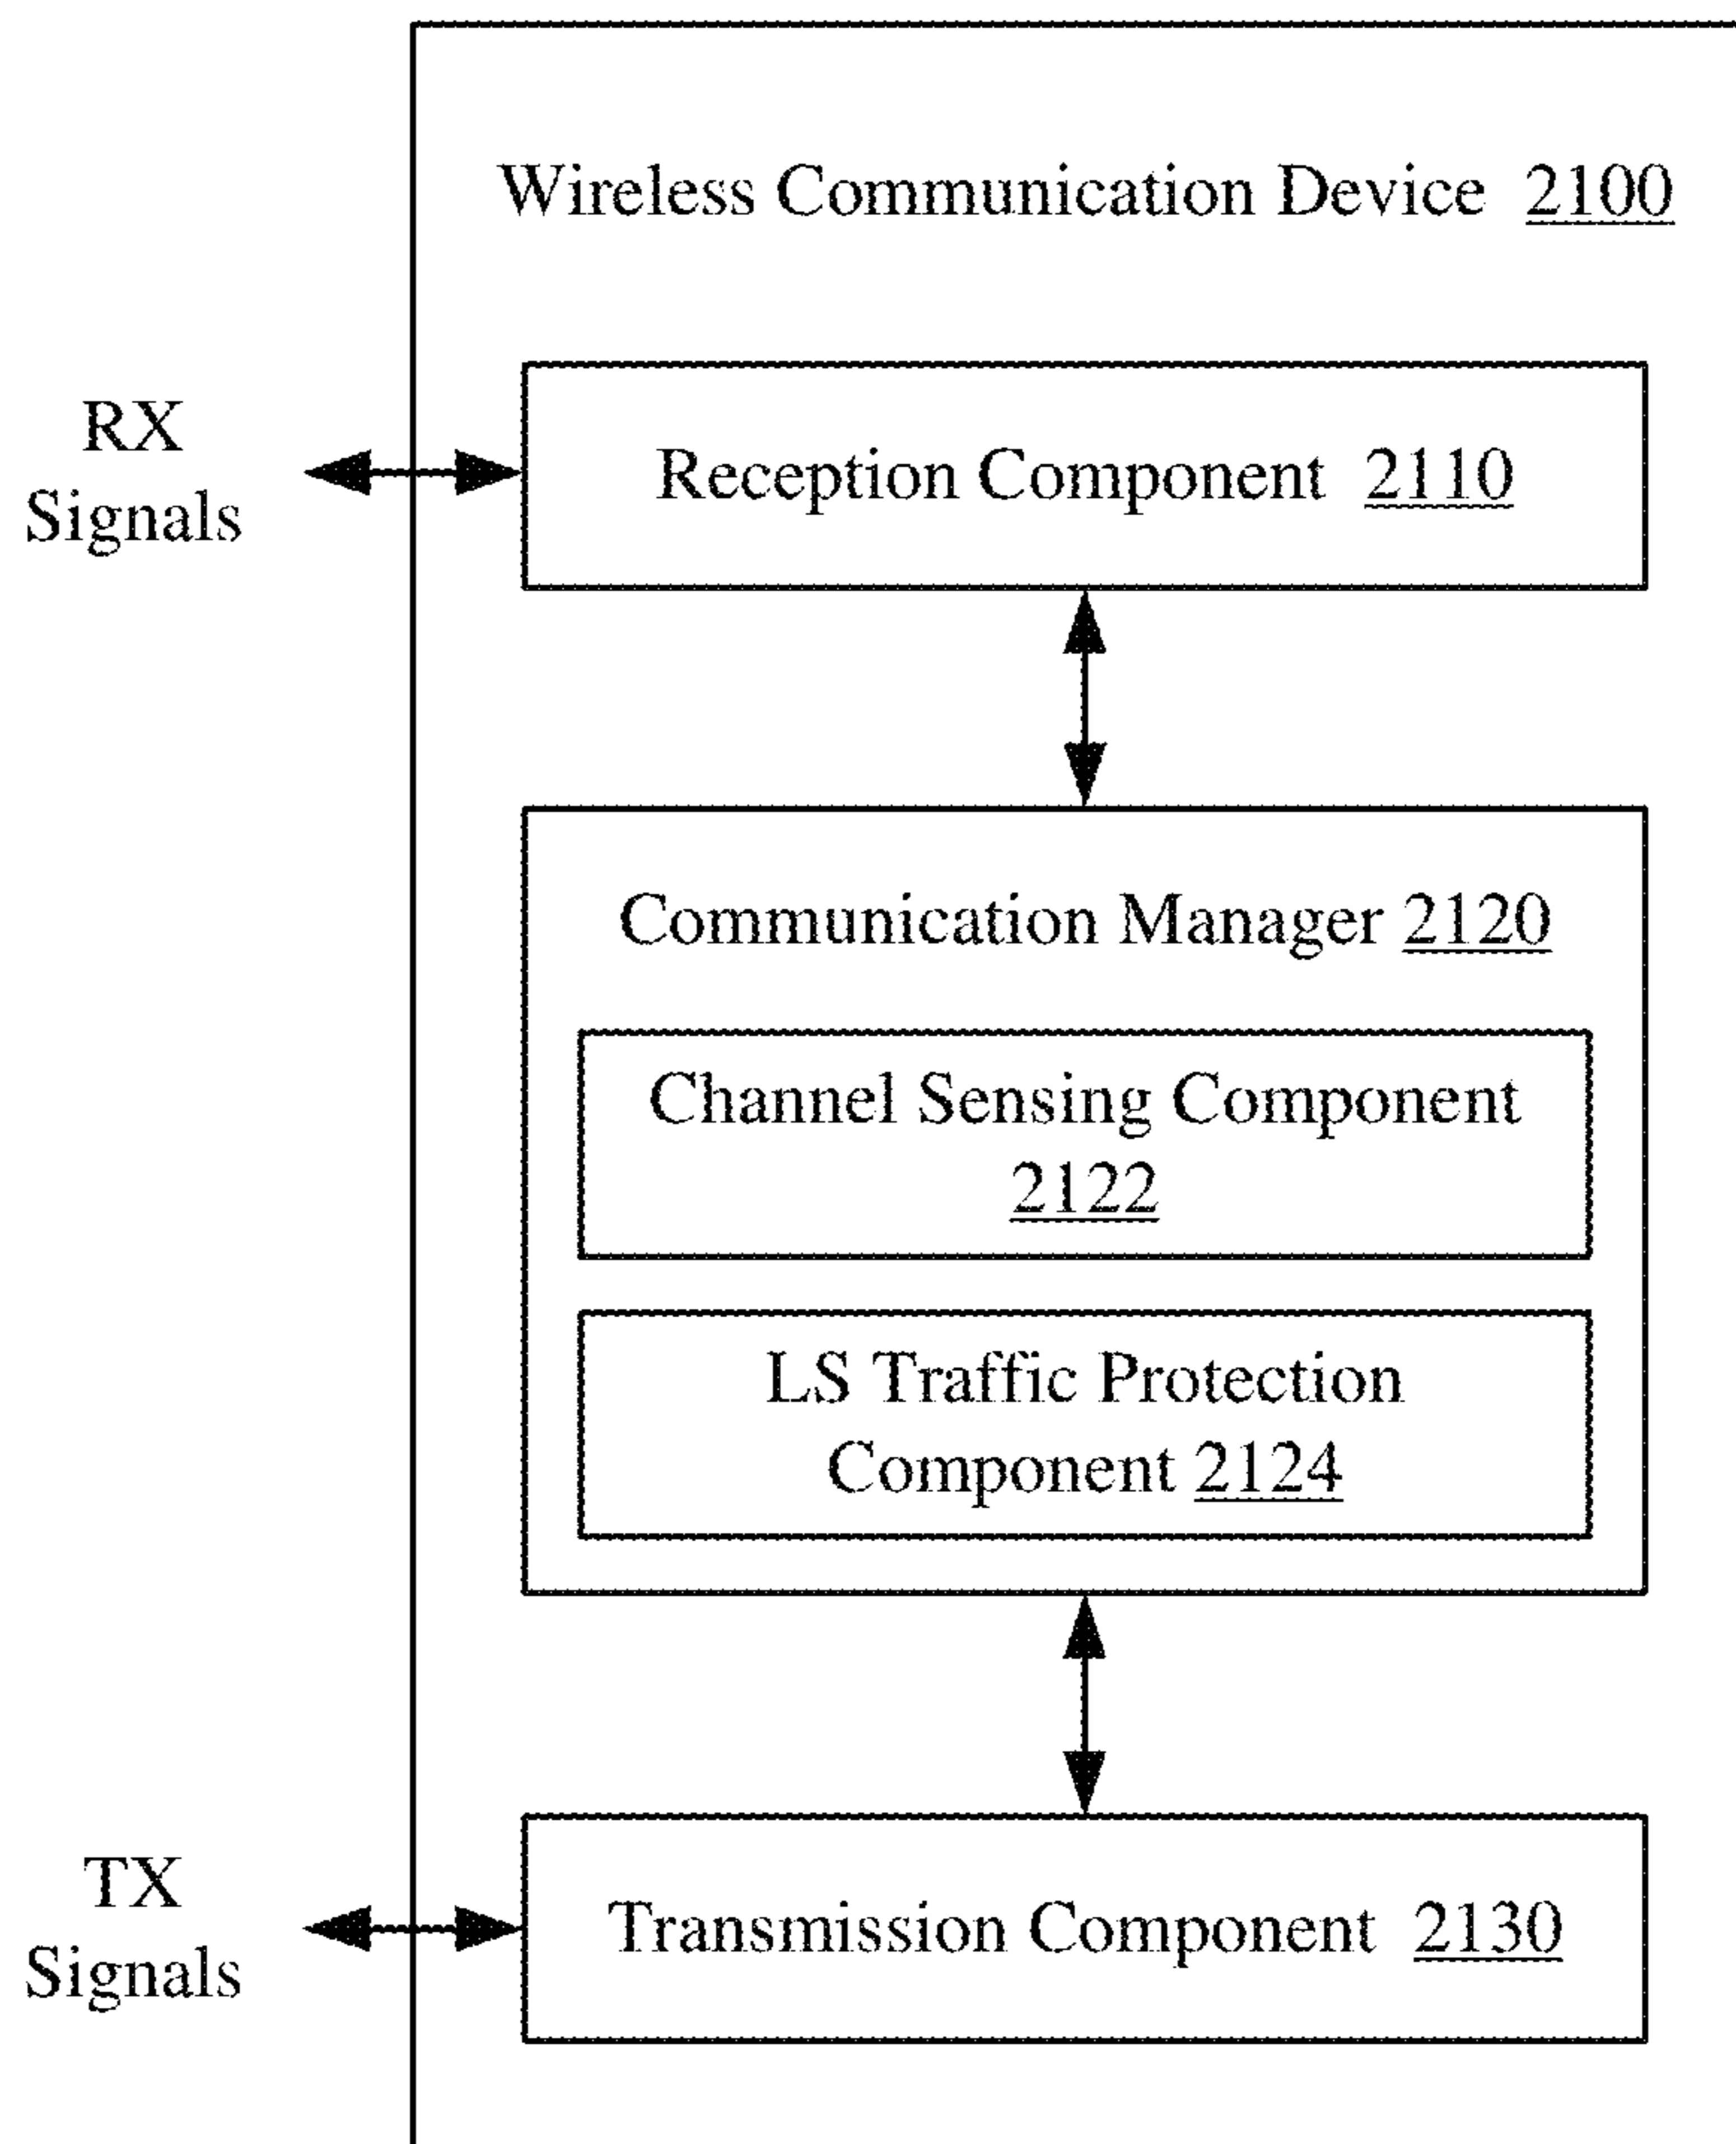 Wireless Communication Device 2100
RX
Signals
Reception Component 2110
Communication Manager 2120
Channel Sensing Component
2122
LS Traffic Protection
Component 2124
TX
Signals
Transmission Component 2130